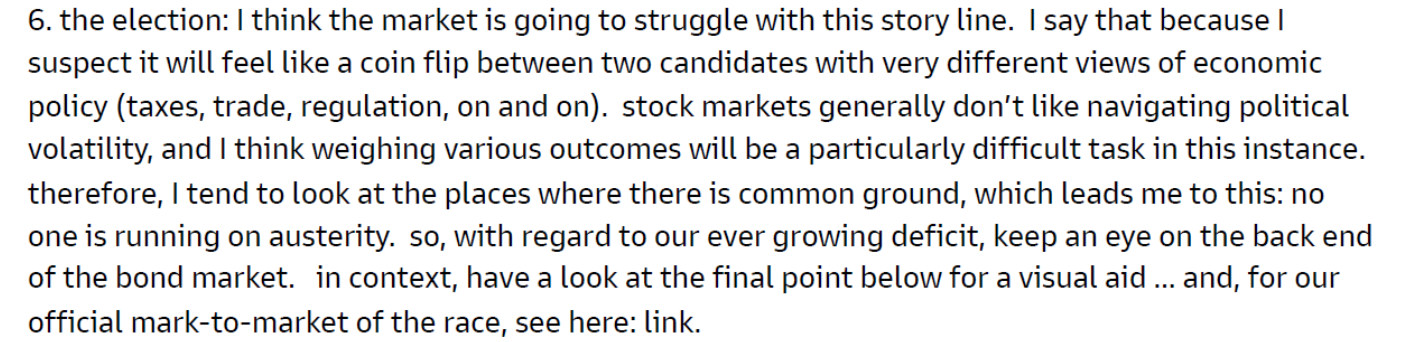 6. the election: I think the market is going to struggle with this story line.  I say that because I
suspect it will feel like a coin flip between two candidates with very different views of economic
policy (taxes, trade, regulation, on and on).  stock markets generally don’t like navigating political
volatility, and I think weighing various outcomes will be a particularly difficult task in this instance.
therefore, I tend to look at the places where there is common ground, which leads me to this: no
one is running on austerity.  so, with regard to our ever growing deficit, keep an eye on the back end
of the bond market.   in context, have a look at the final point below for a visual aid ... and, for our
official mark-to-market of the race, see here: link.